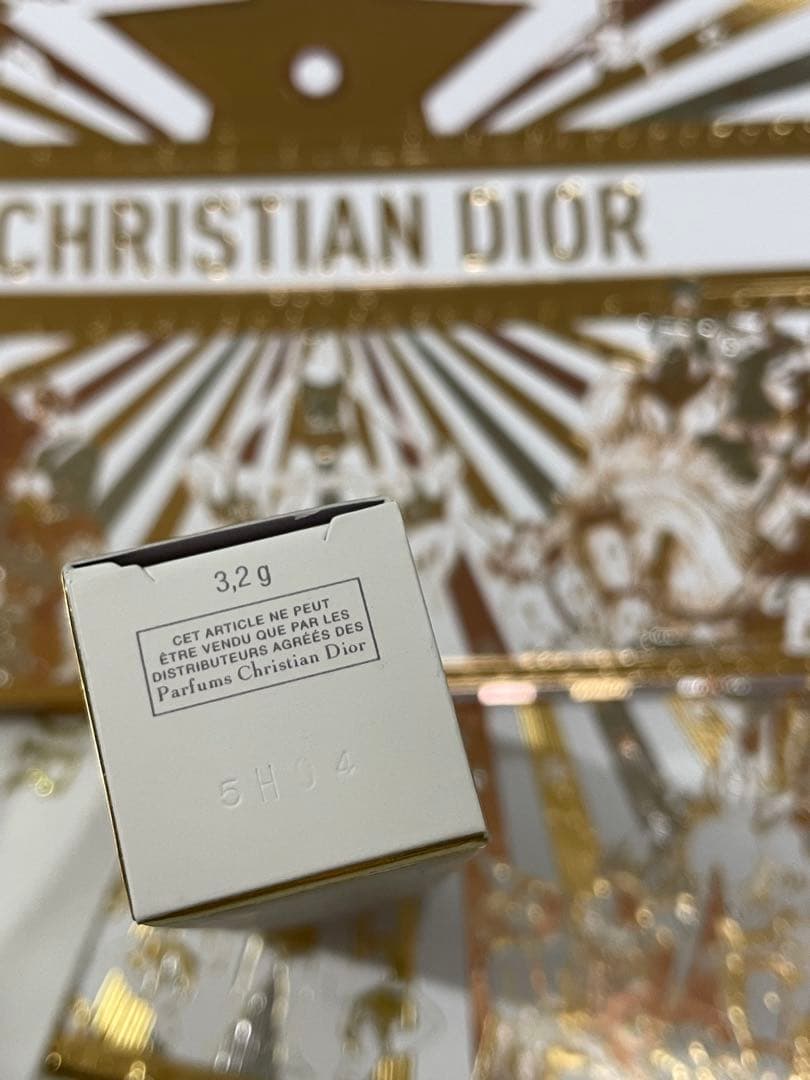 CHRISTIAN DIOR
3,2 g
CET ARTICLE NE PEUT
ÊTRE VENDU QUE PAR LES
DISTRIBUTEURS AGRÉÉS DES
Parfums Christian Dior
5H04